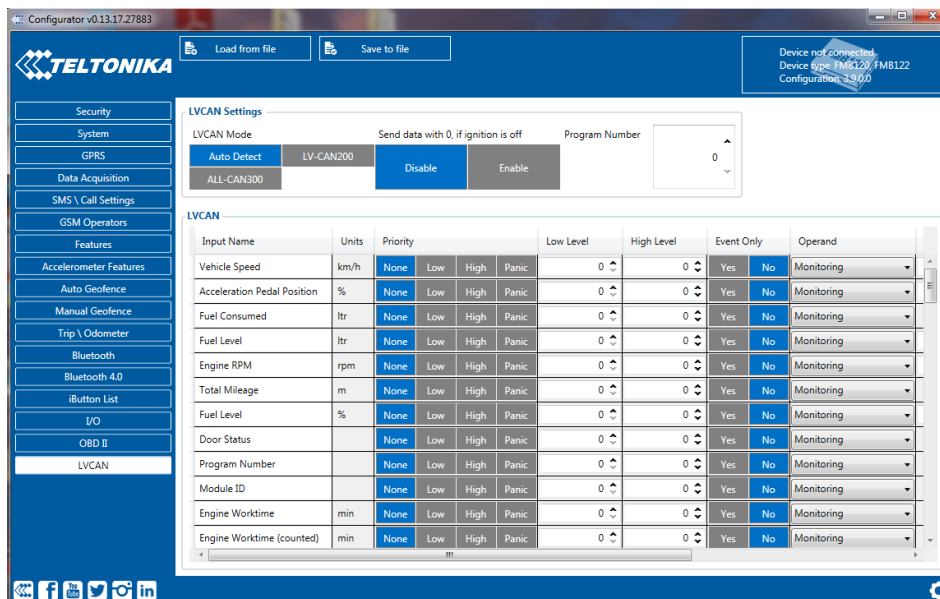 Configurator v0.13.17.27883
TELTONIKA
Load from file
Save to file
Device not connected
Device type FMB120, FMB122
Configuration 3.9.0.0
Security
System
GPRS
Data Acquisition
SMS \ Call Settings
GSM Operators
Features
Accelerometer Features
Auto Geofence
Manual Geofence
Trip \ Odometer
Bluetooth
Bluetooth 4.0
iButton List
I/O
OBD II
LVCAN
LVCAN Settings
LVCAN Mode Send data with 0, if ignition is off Program Number
Auto Detect LV-CAN200 Disable Enable 0
ALL-CAN300
LVCAN
Input Name Units Priority Low Level High Level Event Only Operand
Vehicle Speed km/h None Low High Panic 0 0 Yes No Monitoring
Acceleration Pedal Position % None Low High Panic 0 0 Yes No Monitoring
Fuel Consumed ltr None Low High Panic 0 0 Yes No Monitoring
Fuel Level ltr None Low High Panic 0 0 Yes No Monitoring
Engine RPM rpm None Low High Panic 0 0 Yes No Monitoring
Total Mileage m None Low High Panic 0 0 Yes No Monitoring
Fuel Level % None Low High Panic 0 0 Yes No Monitoring
Door Status None Low High Panic 0 0 Yes No Monitoring
Program Number None Low High Panic 0 0 Yes No Monitoring
Module ID None Low High Panic 0 0 Yes No Monitoring
Engine Worktime min None Low High Panic 0 0 Yes No Monitoring
Engine Worktime (counted) min None Low High Panic 0 0 Yes No Monitoring
f You Tube in